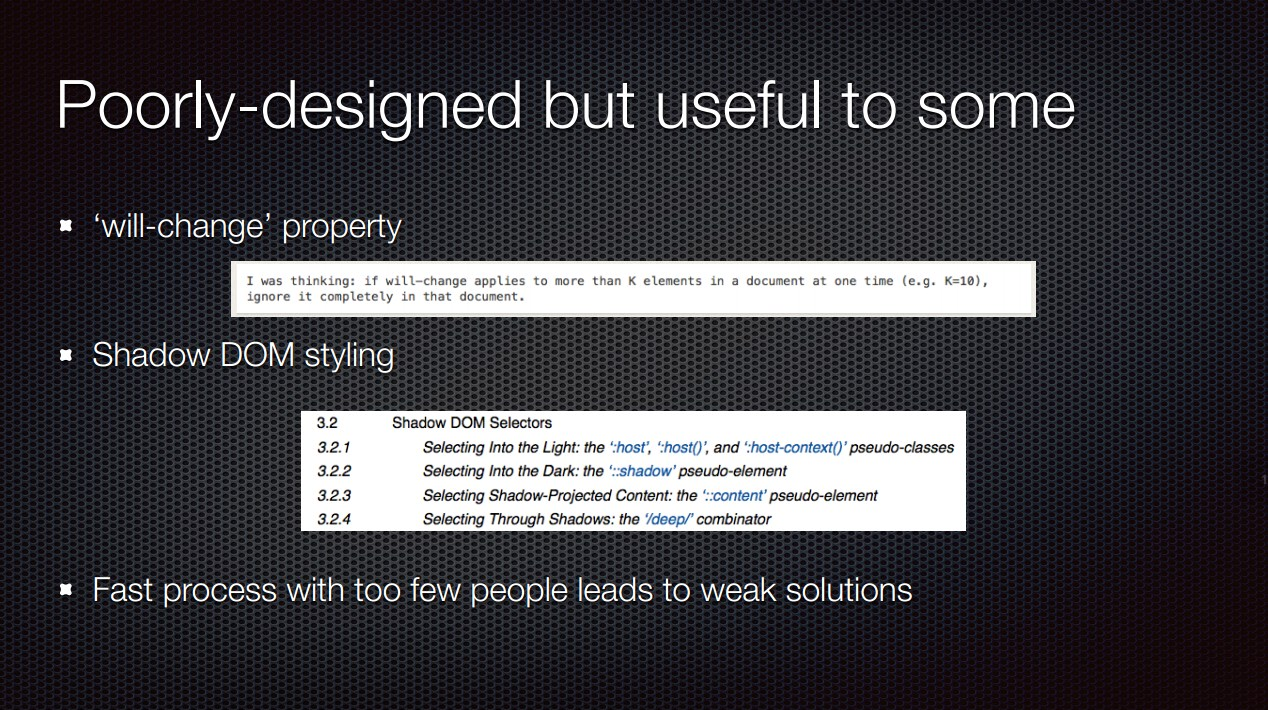 Poorly-designed but useful to some
‘will-change’ property
I was thinking: if will-change applies to more than K elements in a document at one time (e.g. K=10),
ignore it completely in that document.
Shadow DOM styling
3.2 Shadow DOM Selectors
3.2.1 Selecting Into the Light: the ‘:host’, ‘:host()’, and ‘:host-context()’ pseudo-classes
3.2.2 Selecting Into the Dark: the ‘::shadow’ pseudo-element
3.2.3 Selecting Shadow-Projected Content: the ‘::content’ pseudo-element
3.2.4 Selecting Through Shadows: the ‘/deep/’ combinator
Fast process with too few people leads to weak solutions